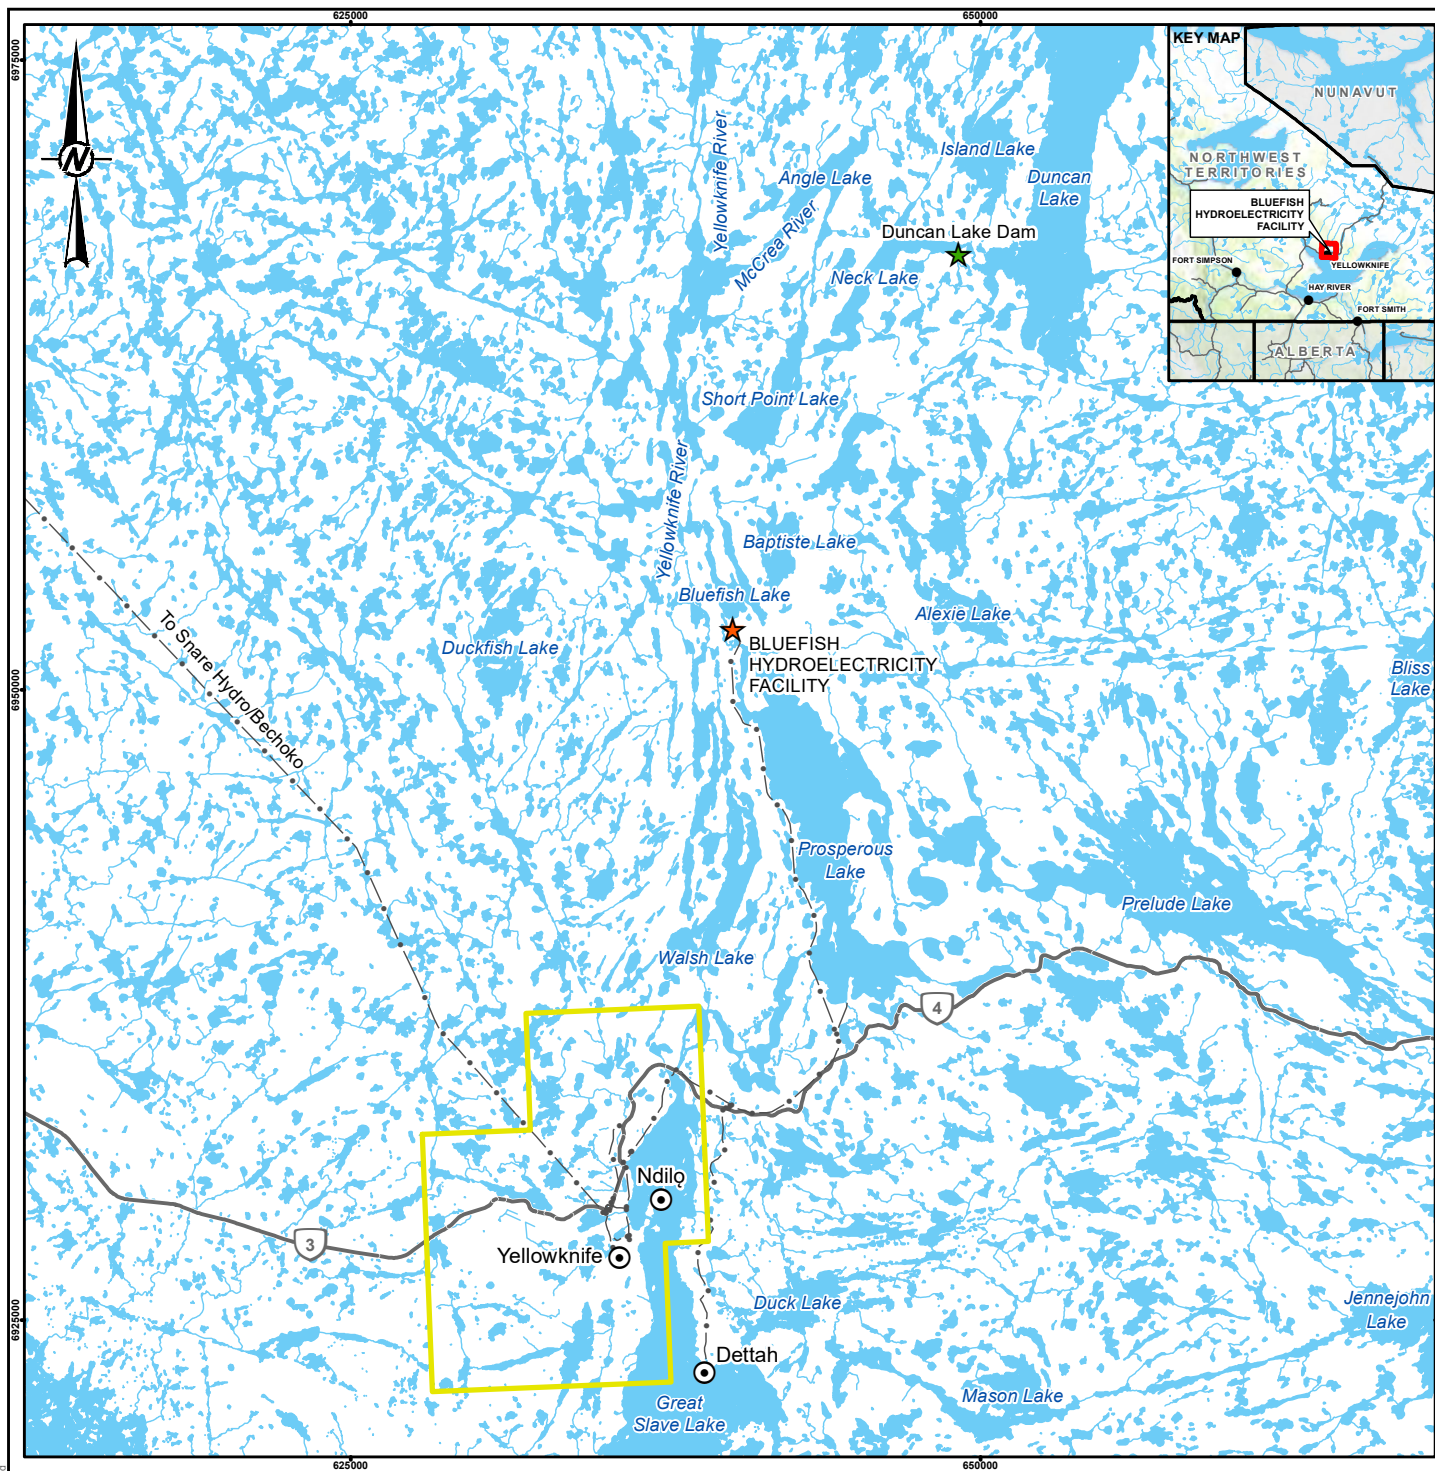 625000
650000
6975000
KEY MAP
NUNAVUT
NORTHWEST
TERRITORIES
BLUEFISH
HYDROELECTRICITY
FACILITY
FORT SIMPSON
YELLOWKNIFE
HAY RIVER
FORT SMITH
ALBERTA
N
Yellowknife River
Island Lake
Angle Lake
Duncan
Lake
McCrea River
Duncan Lake Dam
Neck Lake
Short Point Lake
Yellowknife River
Baptiste Lake
Bluefish Lake
Alexie Lake
To Snare Hydro/Bechoko
Duckfish Lake
BLUEFISH
HYDROELECTRICITY
FACILITY
Bliss
Lake
6950000
Prosperous
Lake
Prelude Lake
Walsh Lake
4
Ndilǫ
3
Yellowknife
Duck Lake
Jennejohn
Lake
6925000
Dettah
Mason Lake
Great
Slave Lake
625000
650000